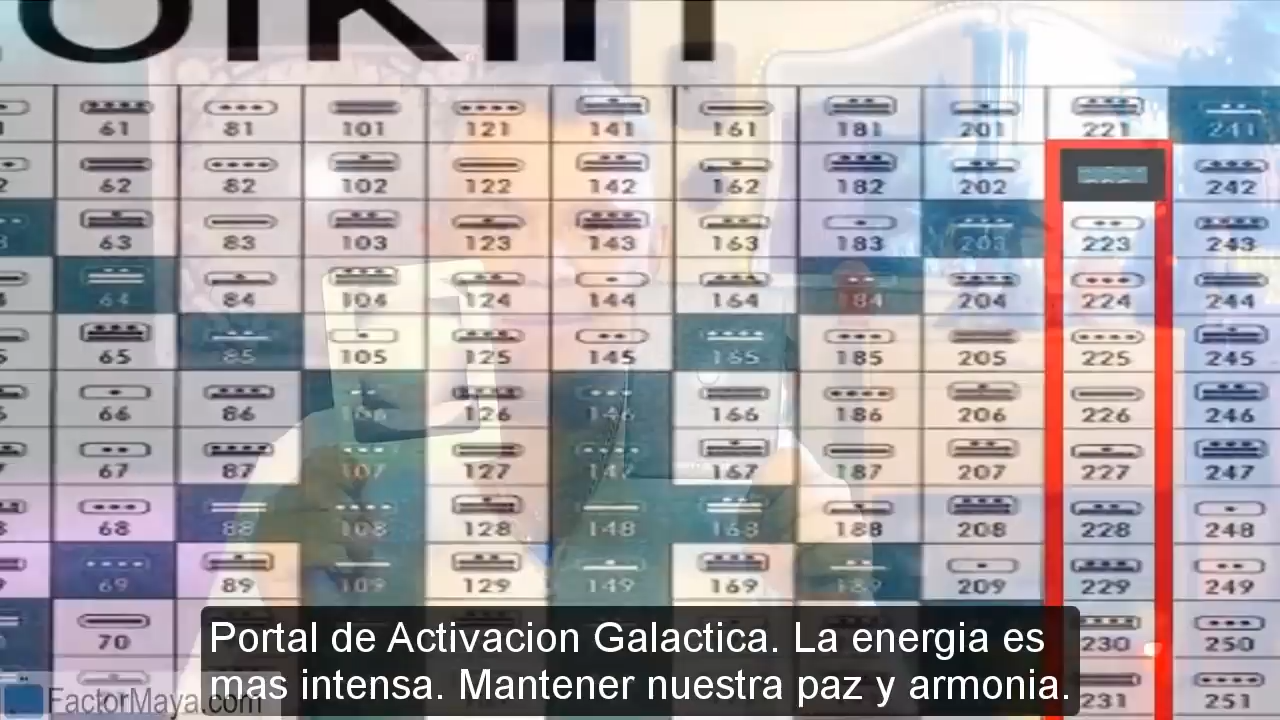 61 81 101 121 141 161 181 201 221 241
62 82 102 122 142 162 182 202 242
63 83 103 123 143 163 183 203 223 243
64 84 104 124 144 164 184 204 224 244
65 85 105 125 145 165 185 205 225 245
66 86 106 126 146 166 186 206 226 246
67 87 107 127 147 167 187 207 227 247
68 88 108 128 148 168 188 208 228 248
69 89 109 129 149 169 189 209 229 249
70 230 250
231 251
Portal de Activacion Galactica. La energia es
mas intensa. Mantener nuestra paz y armonia.
FactorMaya.com